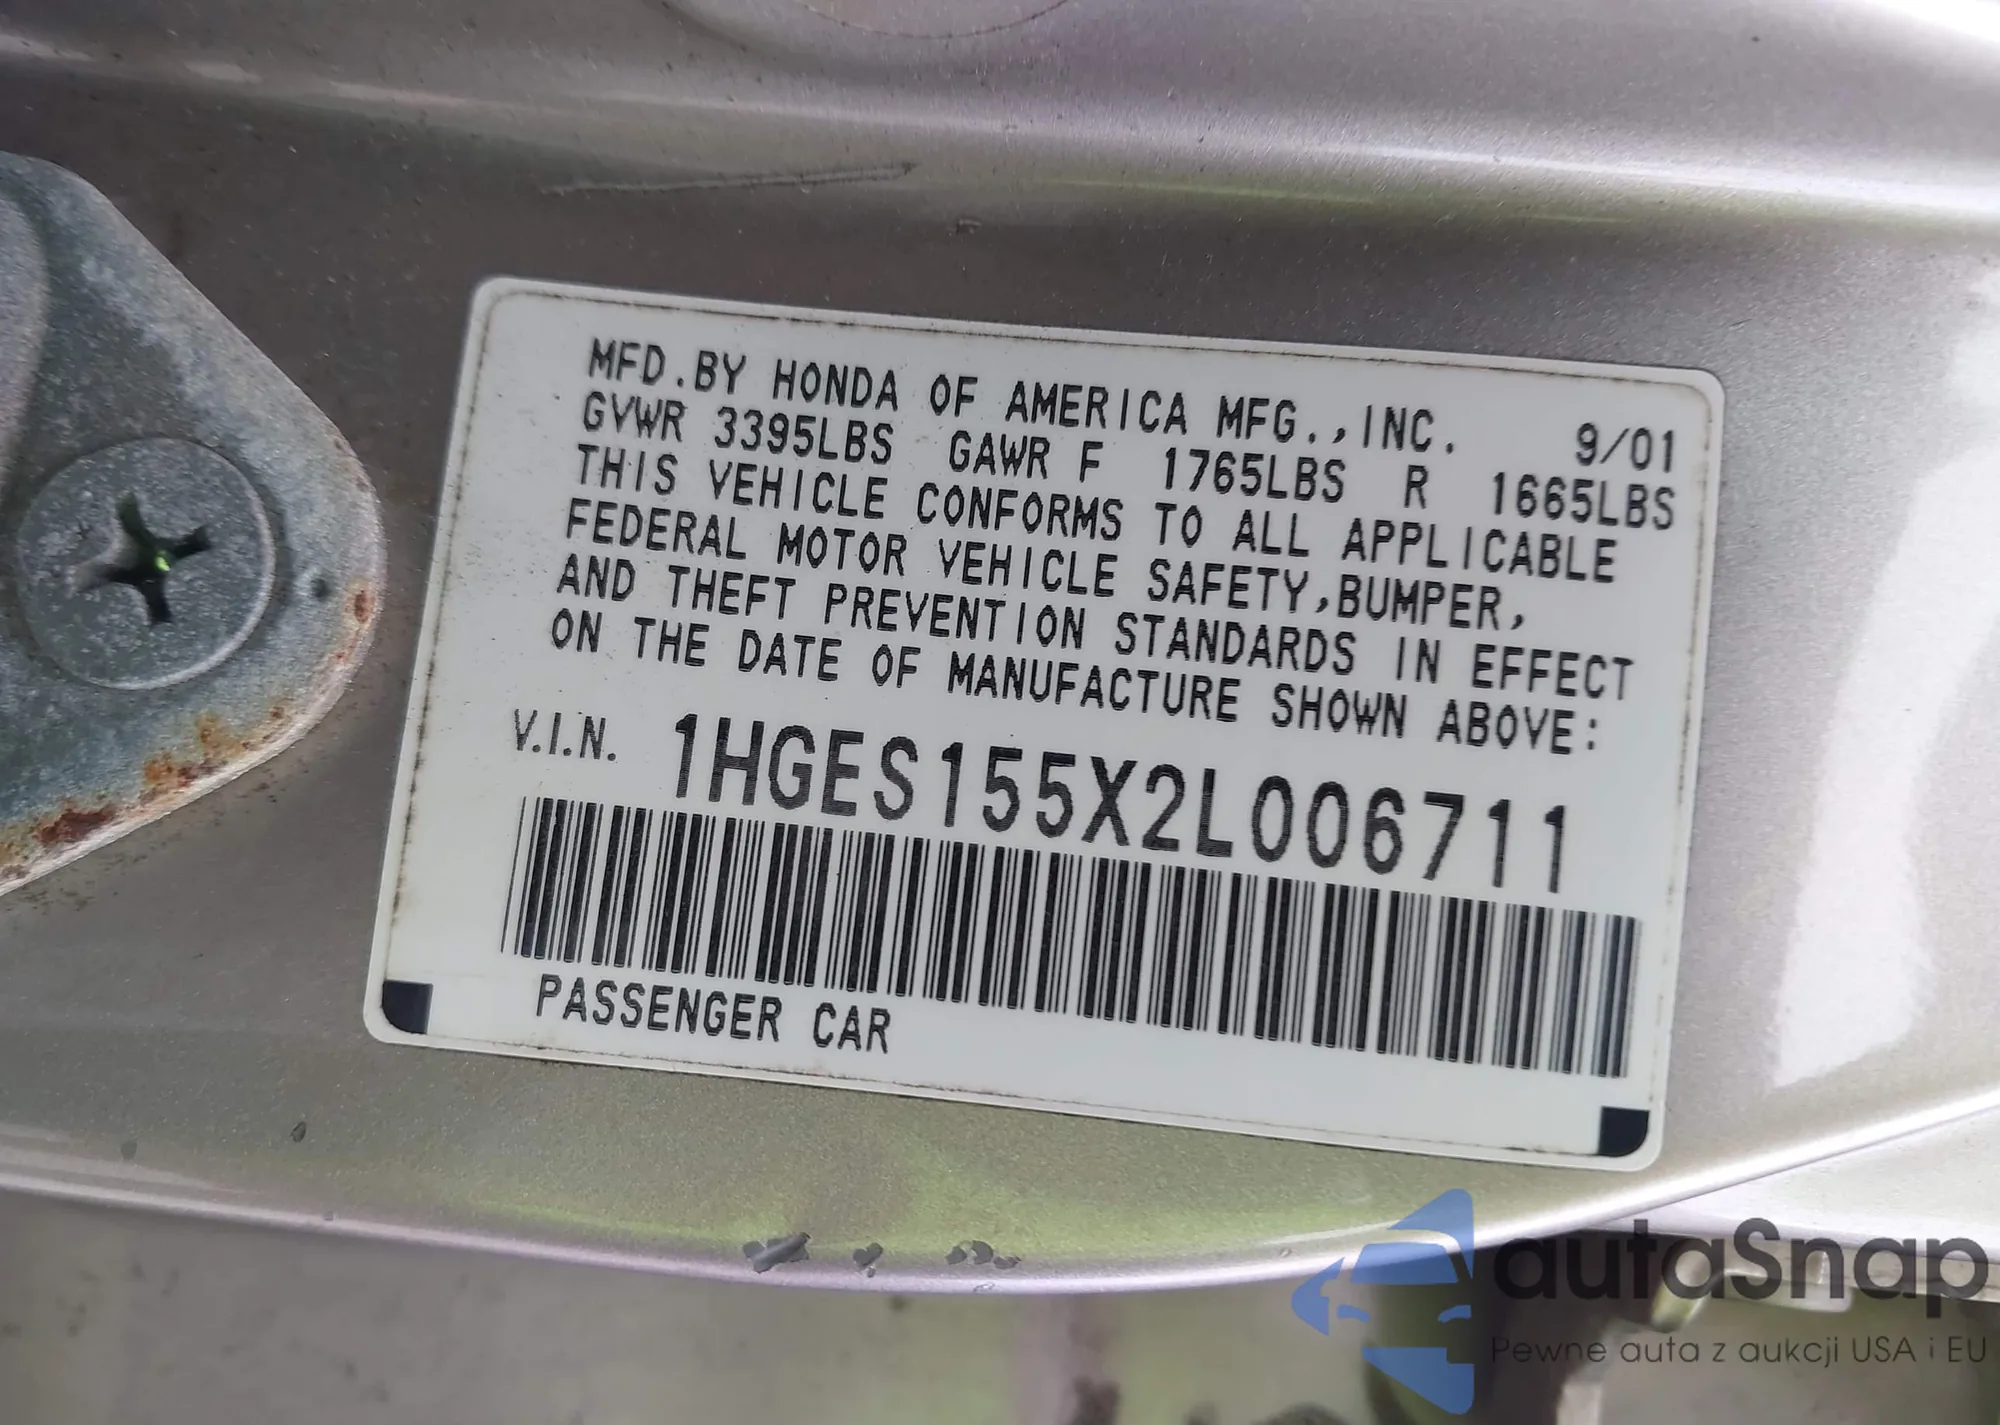 MFD.BY HONDA OF AMERICA MFG.,INC. 9/01
GVWR 3395LBS GAWR F 1765LBS R 1665LBS
THIS VEHICLE CONFORMS TO ALL APPLICABLE
FEDERAL MOTOR VEHICLE SAFETY,BUMPER,
AND THEFT PREVENTION STANDARDS IN EFFECT
ON THE DATE OF MANUFACTURE SHOWN ABOVE:
V.I.N. 1HGES155X2L006711
PASSENGER CAR
autaSnap
Pewne auta z aukcji USA i EU